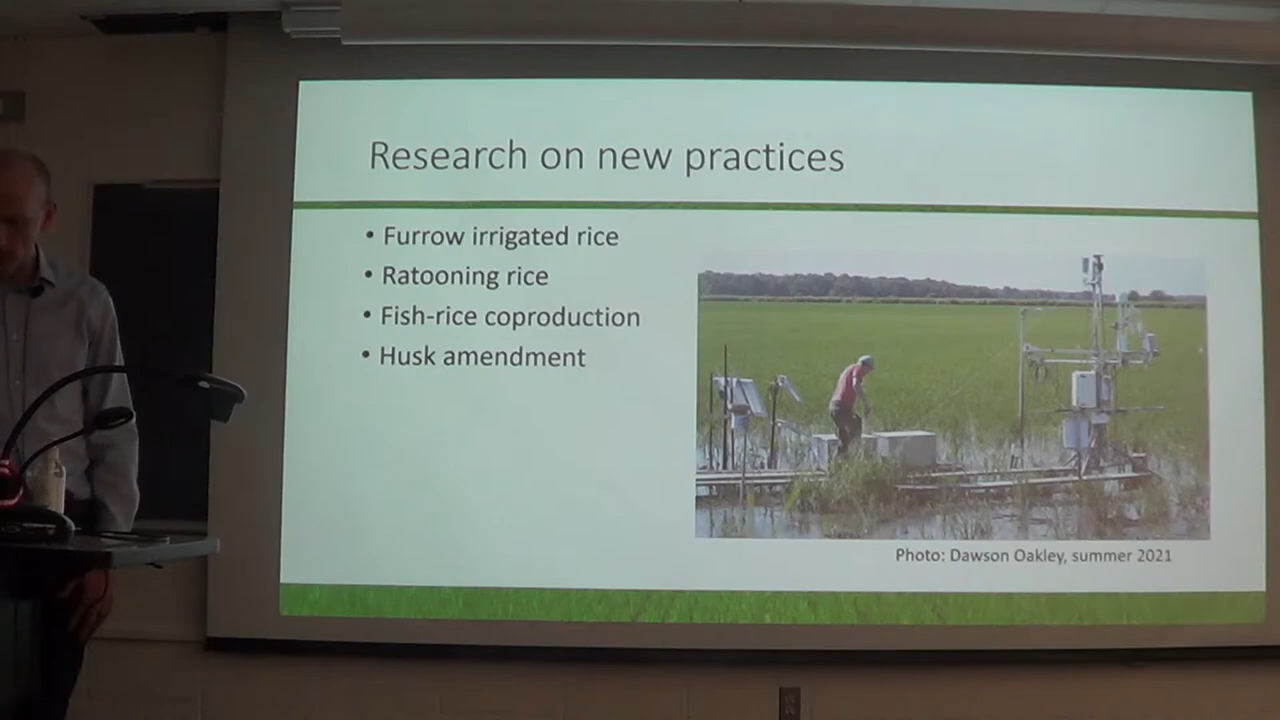 Research on new practices
• Furrow irrigated rice
• Ratooning rice
• Fish-rice coproduction
• Husk amendment
Photo: Dawson Oakley, summer 2021